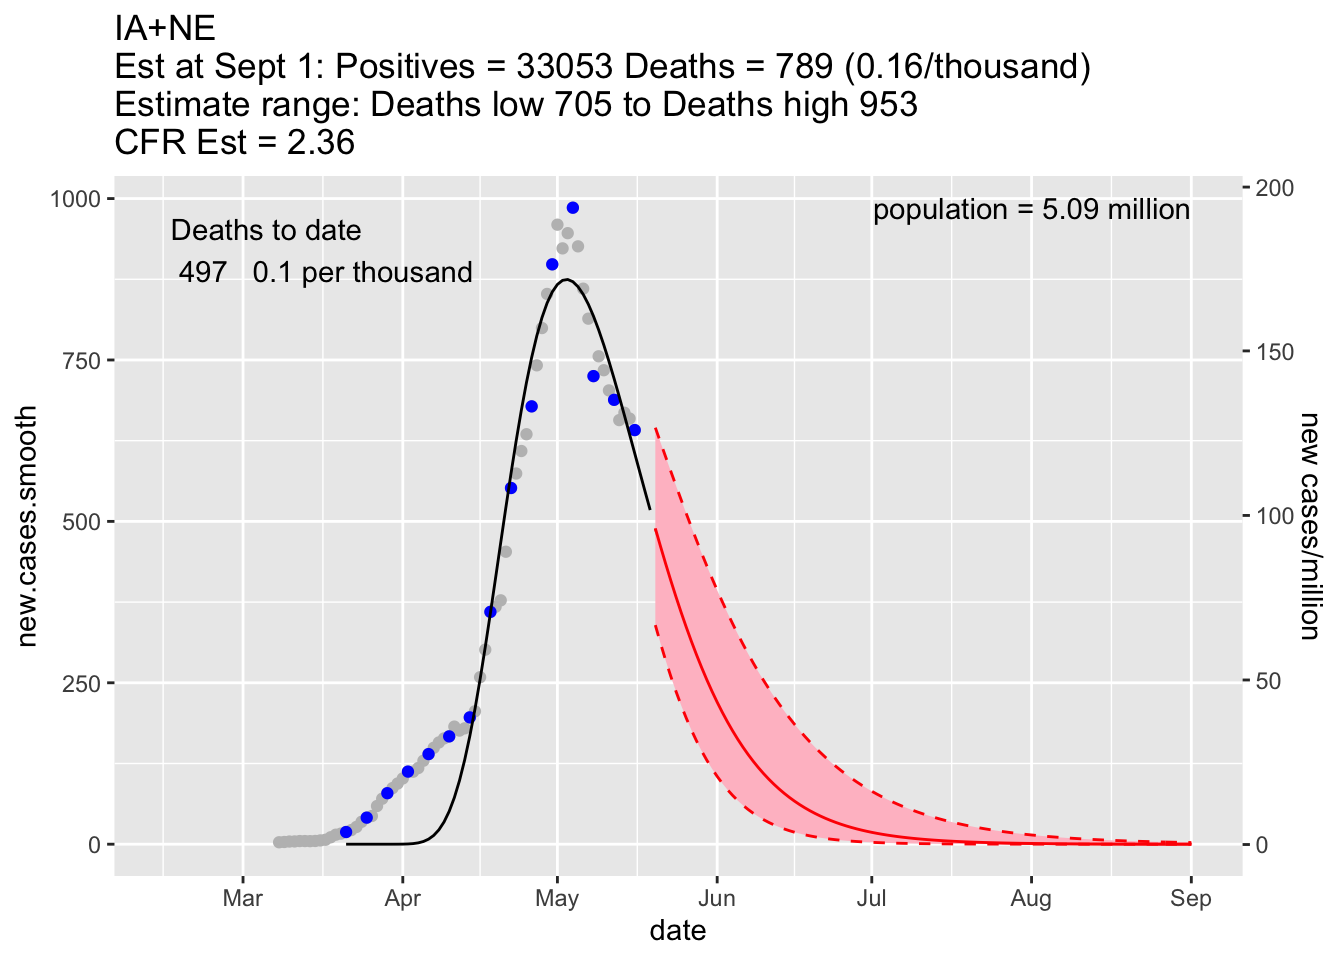 IA+NE
Est at Sept 1: Positives = 33053 Deaths = 789 (0.16/thousand)
Estimate range: Deaths low 705 to Deaths high 953
CFR Est = 2.36
Deaths to date
497 0.1 per thousand
population = 5.09 million
1000
750
500
250
0
new.cases.smooth
200
150
100
50
0
new cases/million
Mar Apr May Jun Jul Aug Sep
date